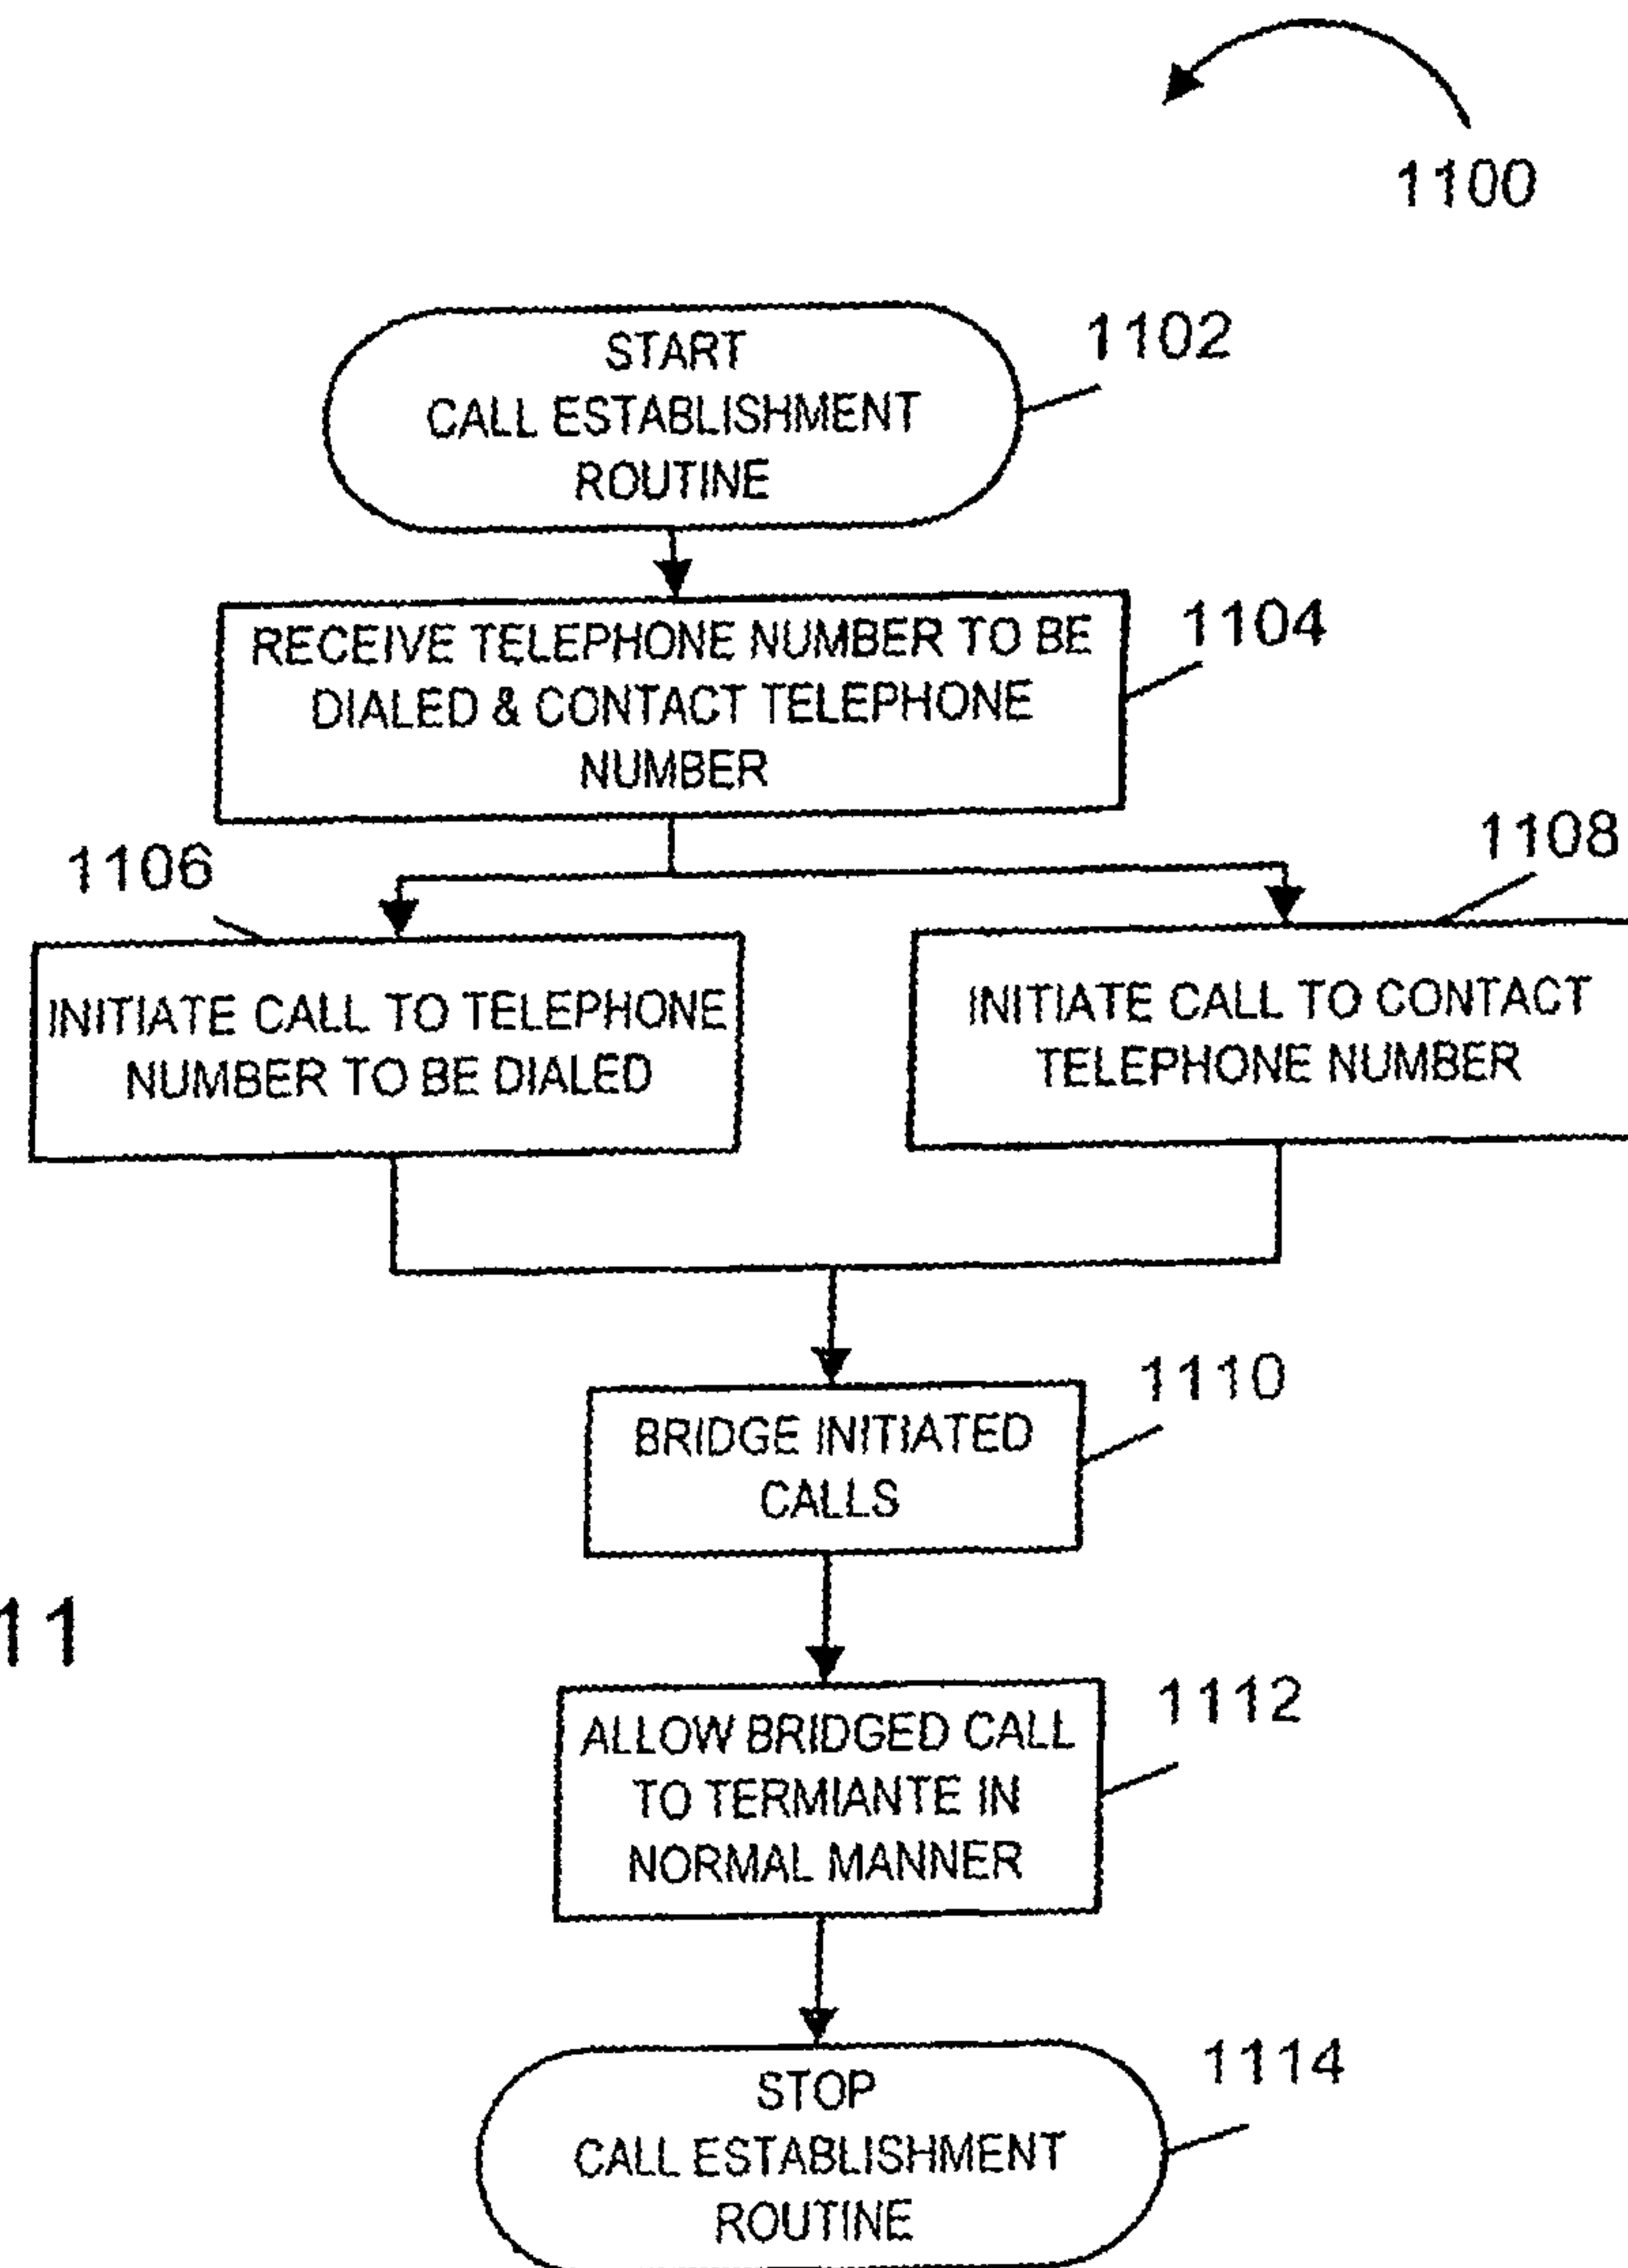 1100
START
CALL ESTABLISHMENT
ROUTINE
1102
RECEIVE TELEPHONE NUMBER TO BE
DIALED & CONTACT TELEPHONE
NUMBER
1104
1106
1108
INITIATE CALL TO TELEPHONE
NUMBER TO BE DIALED
INITIATE CALL TO CONTACT
TELEPHONE NUMBER
BRIDGE INITIATED
CALLS
1110
11
ALLOW BRIDGED CALL
TO TERMIANTE IN
NORMAL MANNER
1112
STOP
CALL ESTABLISHMENT
ROUTINE
1114